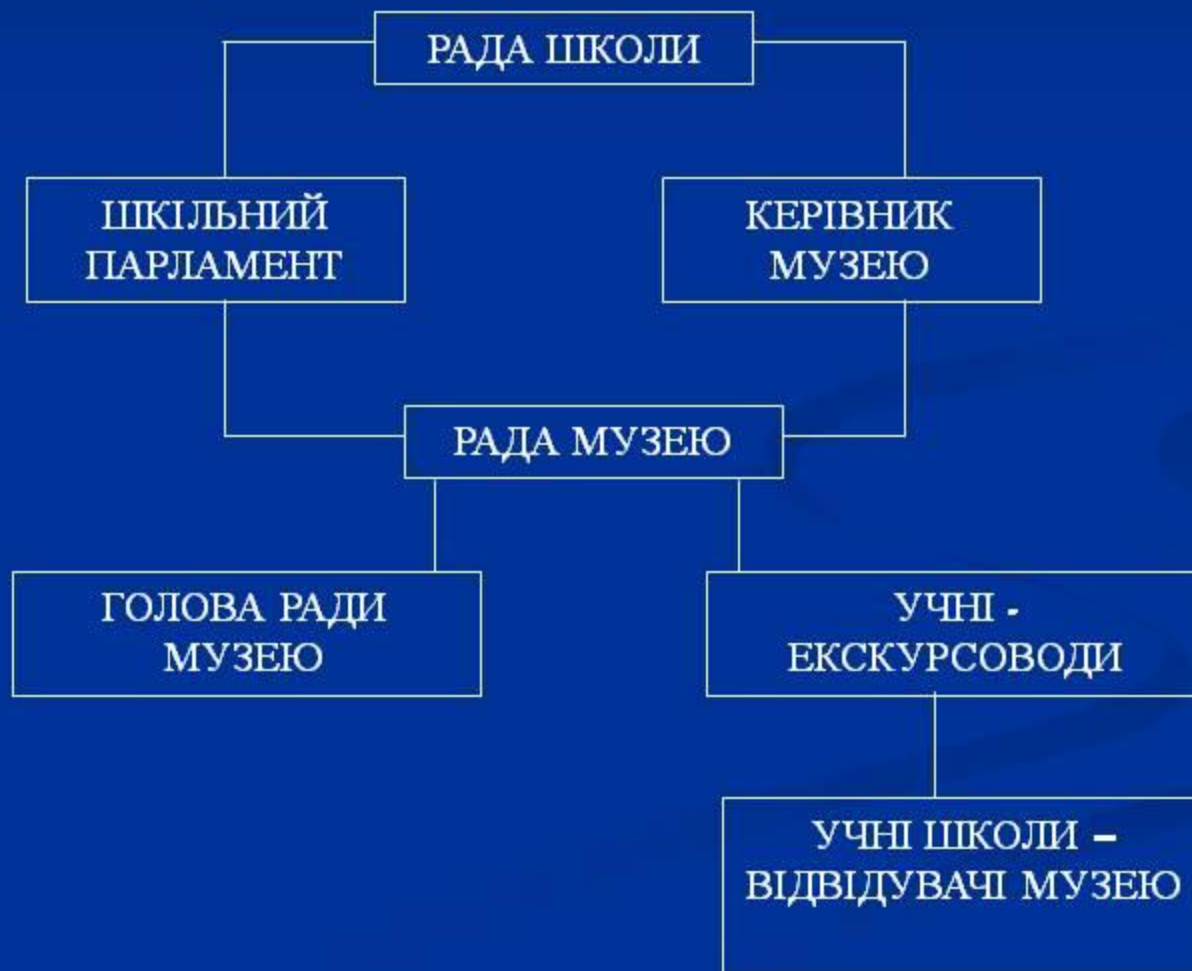 РАДА ШКОЛИ
ШКІЛЬНИЙ
ПАРЛАМЕНТ
КЕРІВНИК
МУЗЕЮ
РАДА МУЗЕЮ
ГОЛОВА РАДИ
МУЗЕЮ
УЧНІ -
ЕКСКУРСОВОДИ
УЧНІ ШКОЛИ –
ВІДВІДУВАЧІ МУЗЕЮ